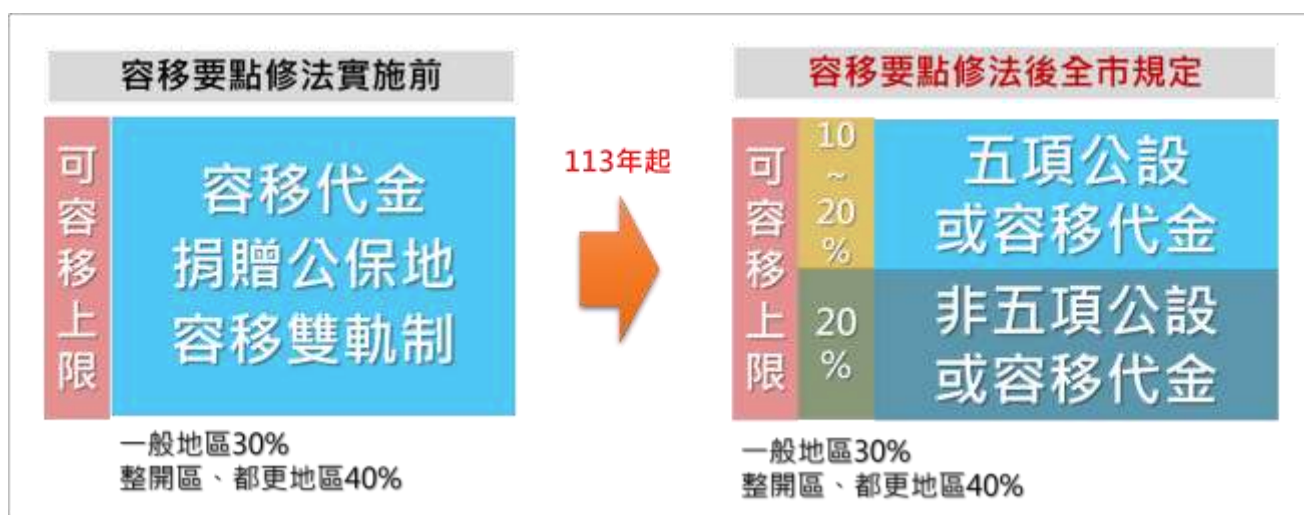 容移要點修法實施前
可容移上限
容移代金
捐贈公保地
容移雙軌制
一般地區30%
整開區、都更地區40%
113年起
容移要點修法後全市規定
可容移上限
10
~
20
%
五項公設
或容移代金
20
%
非五項公設
或容移代金
一般地區30%
整開區、都更地區40%